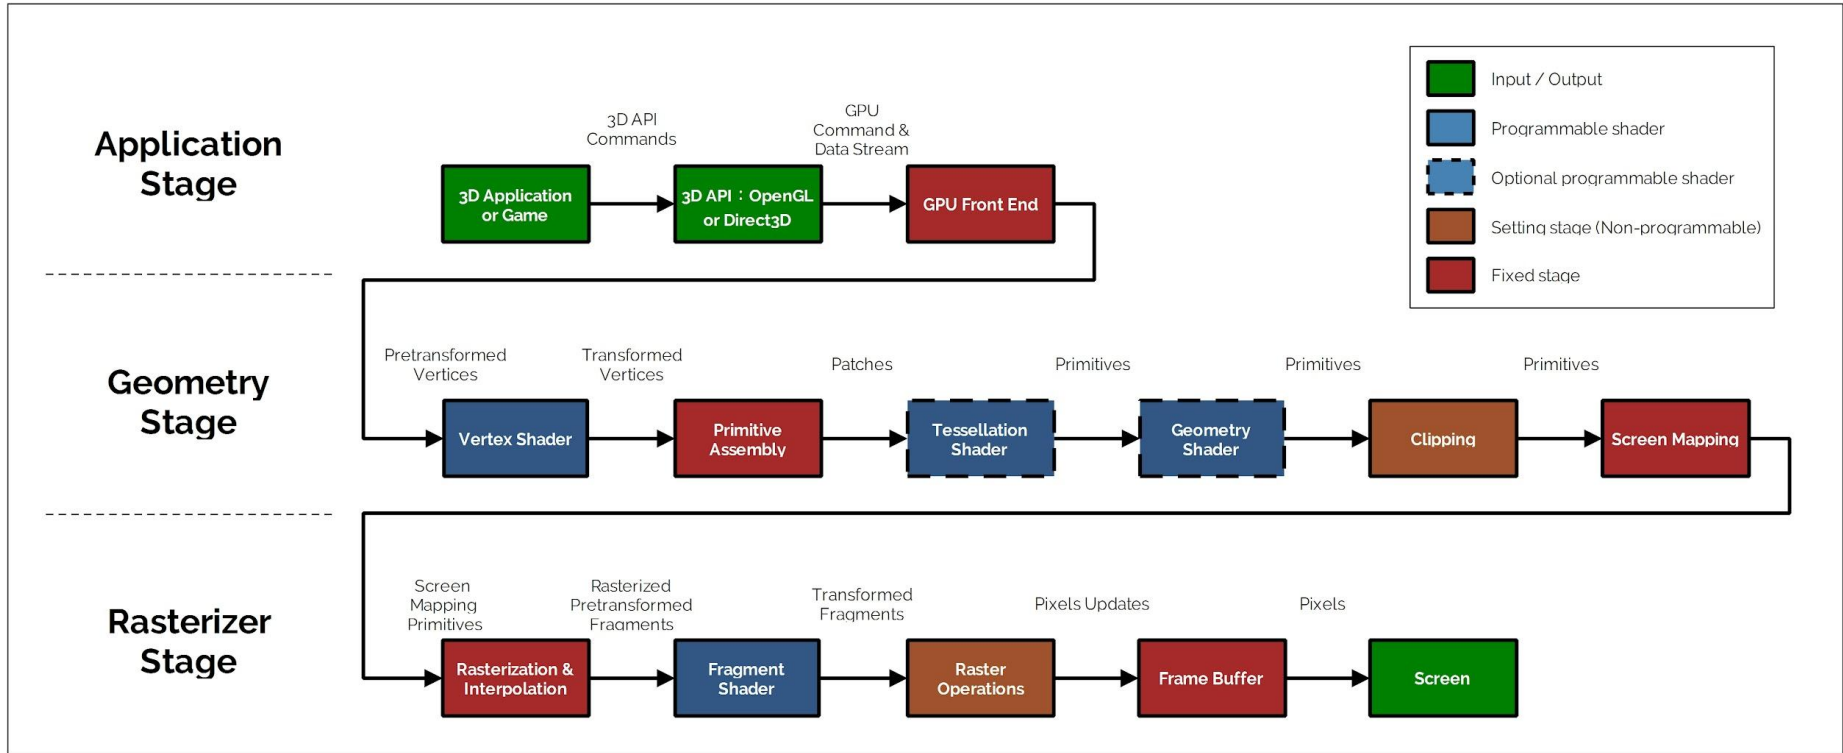 Application
Stage
3D API
Commands
GPU
Command &
Data Stream
3D Application
or Game
3D API：OpenGL
or Direct3D
GPU Front End
Input / Output
Programmable shader
Optional programmable shader
Setting stage (Non-programmable)
Fixed stage
Geometry
Stage
Pretransformed
Vertices
Transformed
Vertices
Patches
Primitives
Primitives
Primitives
Vertex Shader
Primitive
Assembly
Tessellation
Shader
Geometry
Shader
Clipping
Screen Mapping
Rasterizer
Stage
Screen
Mapping
Primitives
Rasterized
Pretransformed
Fragments
Transformed
Fragments
Pixels Updates
Pixels
Rasterization &
Interpolation
Fragment
Shader
Raster
Operations
Frame Buffer
Screen